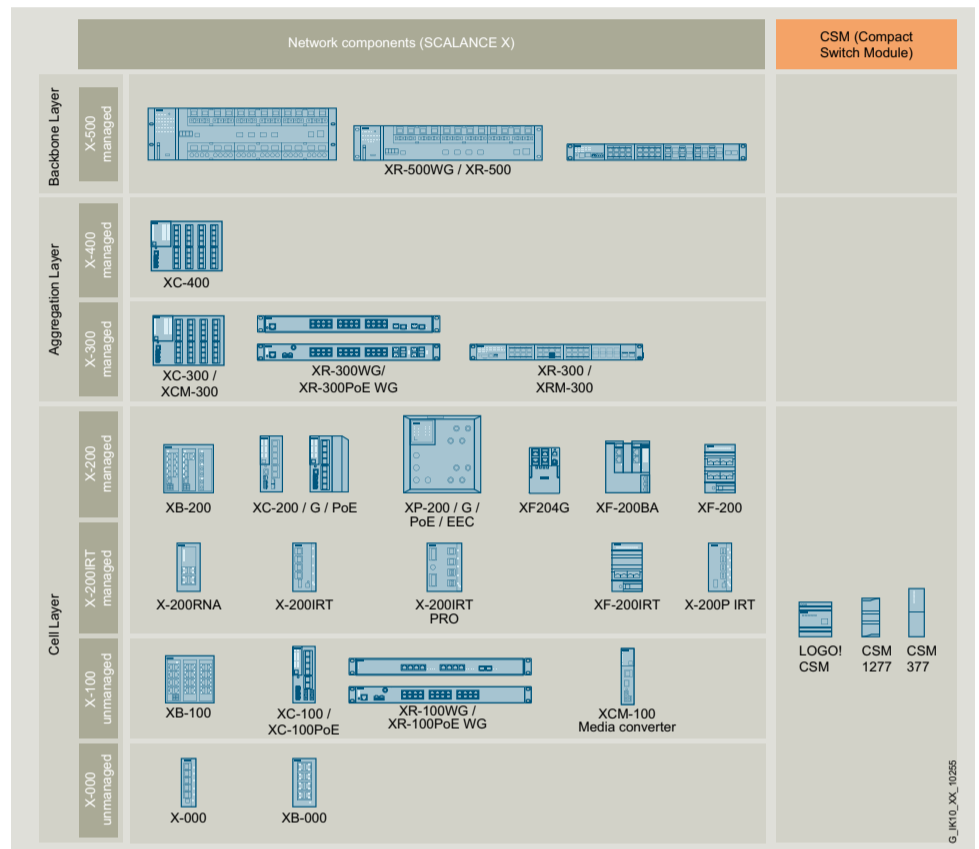 Network components (SCALANCE X)
CSM (Compact
Switch Module)
Backbone Layer
X-500
managed
XR-500WG / XR-500
Aggregation Layer
X-400
managed
XC-400
X-300
managed
XC-300 /
XCM-300
XR-300WG/
XR-300PoE WG
XR-300 /
XRM-300
Cell Layer
X-200
managed
XB-200
XC-200 / G / PoE
XP-200 / G /
PoE / EEC
XF204G
XF-200BA
XF-200
X-200IRT
managed
X-200RNA
X-200IRT
X-200IRT
PRO
XF-200IRT
X-200P IRT
LOGO!
CSM
CSM
1277
CSM
377
X-100
unmanaged
XB-100
XC-100 /
XC-100PoE
XR-100WG /
XR-100PoE WG
XCM-100
Media converter
X-000
unmanaged
X-000
XB-000
G_IK10_XX_10255